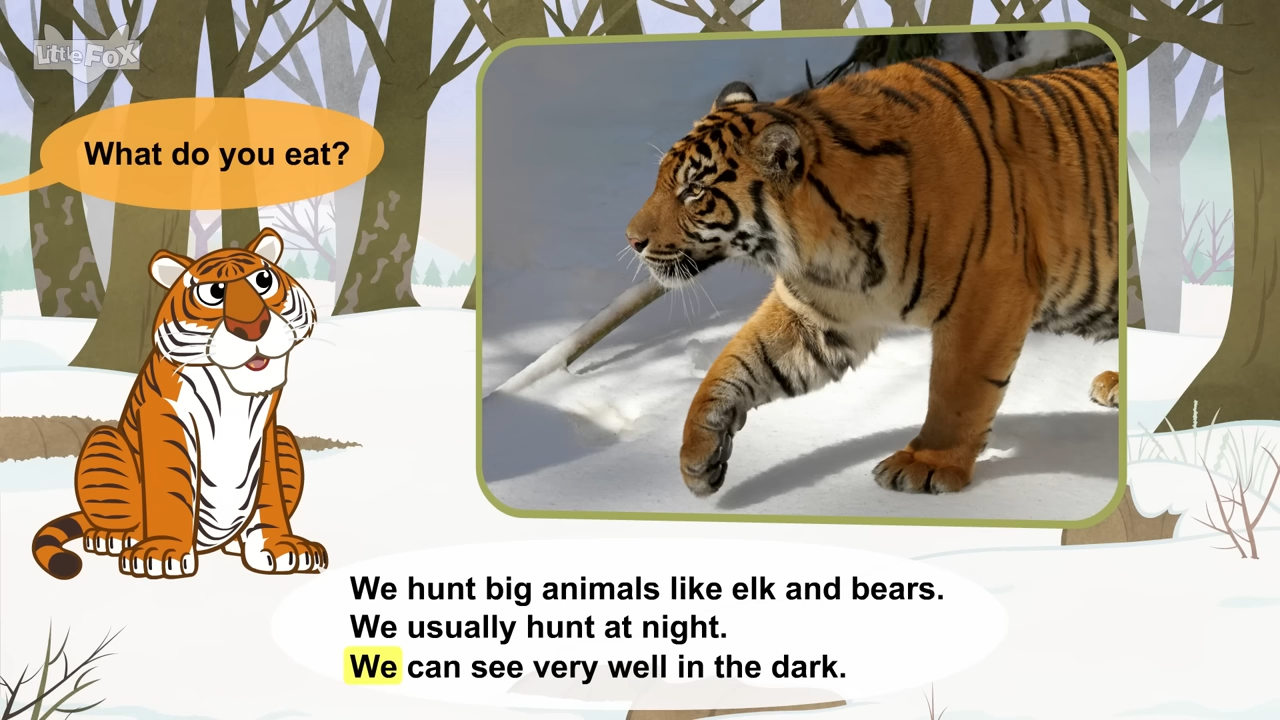 Little Fox
What do you eat?
We hunt big animals like elk and bears.
We usually hunt at night.
We can see very well in the dark.